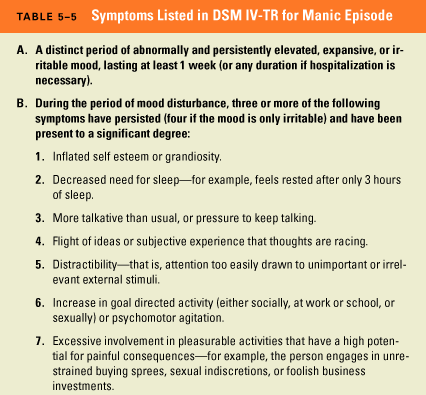 TABLE 5–5 Symptoms Listed in DSM IV-TR for Manic Episode
A. A distinct period of abnormally and persistently elevated, expansive, or ir-
ritable mood, lasting at least 1 week (or any duration if hospitalization is
necessary).
B. During the period of mood disturbance, three or more of the following
symptoms have persisted (four if the mood is only irritable) and have been
present to a significant degree:
1. Inflated self esteem or grandiosity.
2. Decreased need for sleep—for example, feels rested after only 3 hours
of sleep.
3. More talkative than usual, or pressure to keep talking.
4. Flight of ideas or subjective experience that thoughts are racing.
5. Distractibility—that is, attention too easily drawn to unimportant or irrel-
evant external stimuli.
6. Increase in goal directed activity (either socially, at work or school, or
sexually) or psychomotor agitation.
7. Excessive involvement in pleasurable activities that have a high poten-
tial for painful consequences—for example, the person engages in unre-
strained buying sprees, sexual indiscretions, or foolish business
investments.